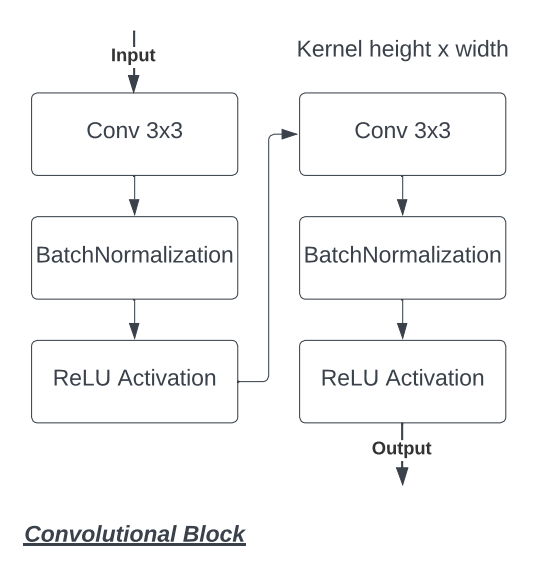 Input
Conv 3x3
BatchNormalization
ReLU Activation
Kernel height x width
Conv 3x3
BatchNormalization
ReLU Activation
Output
Convolutional Block